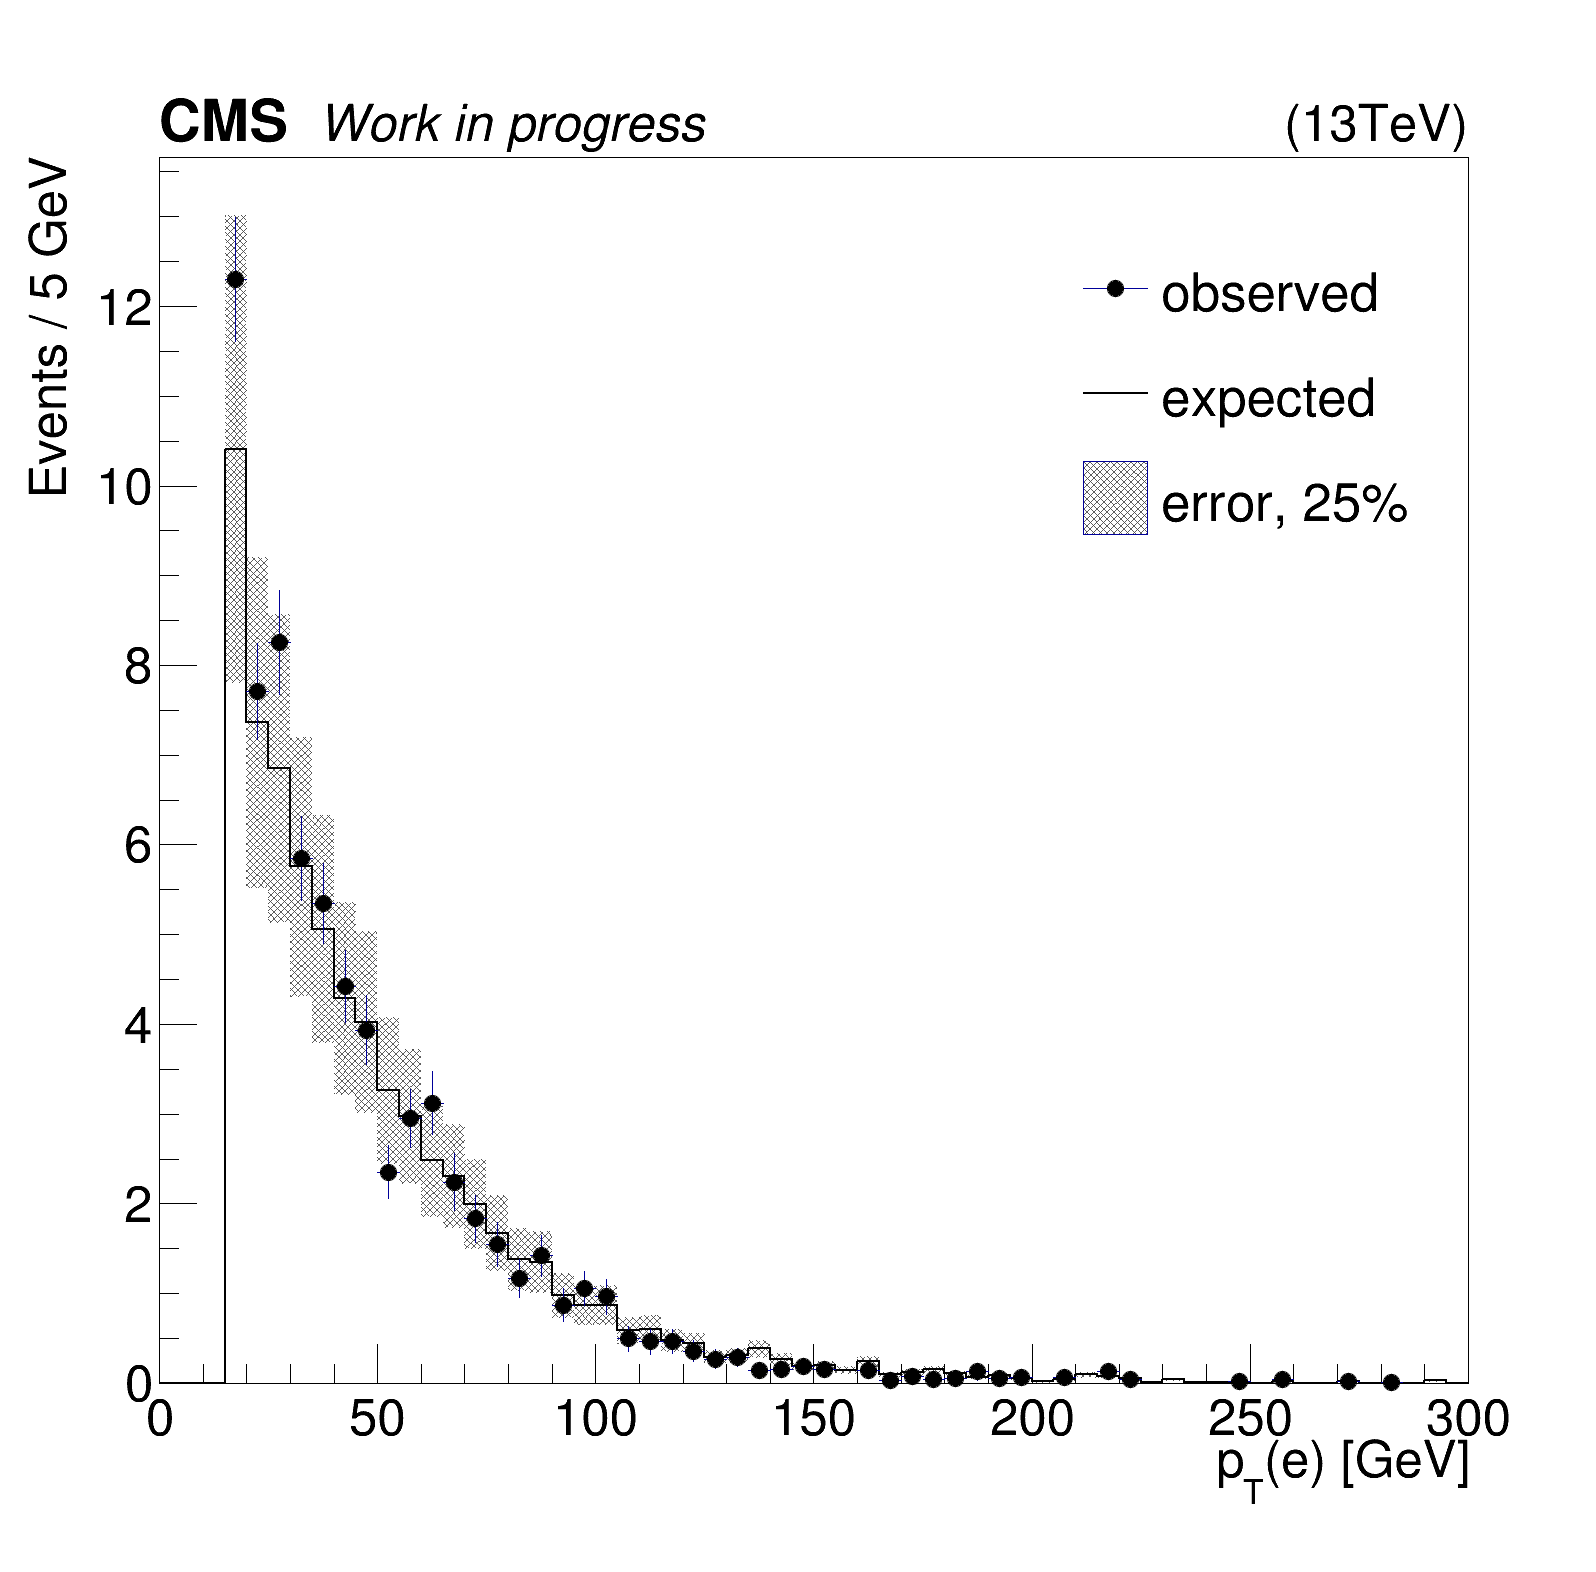 CMS Work in progress (13TeV)
Events / 5 GeV
observed
expected
error, 25%
12
10
8
6
4
2
0
0 50 100 150 200 250 300
pT(e) [GeV]